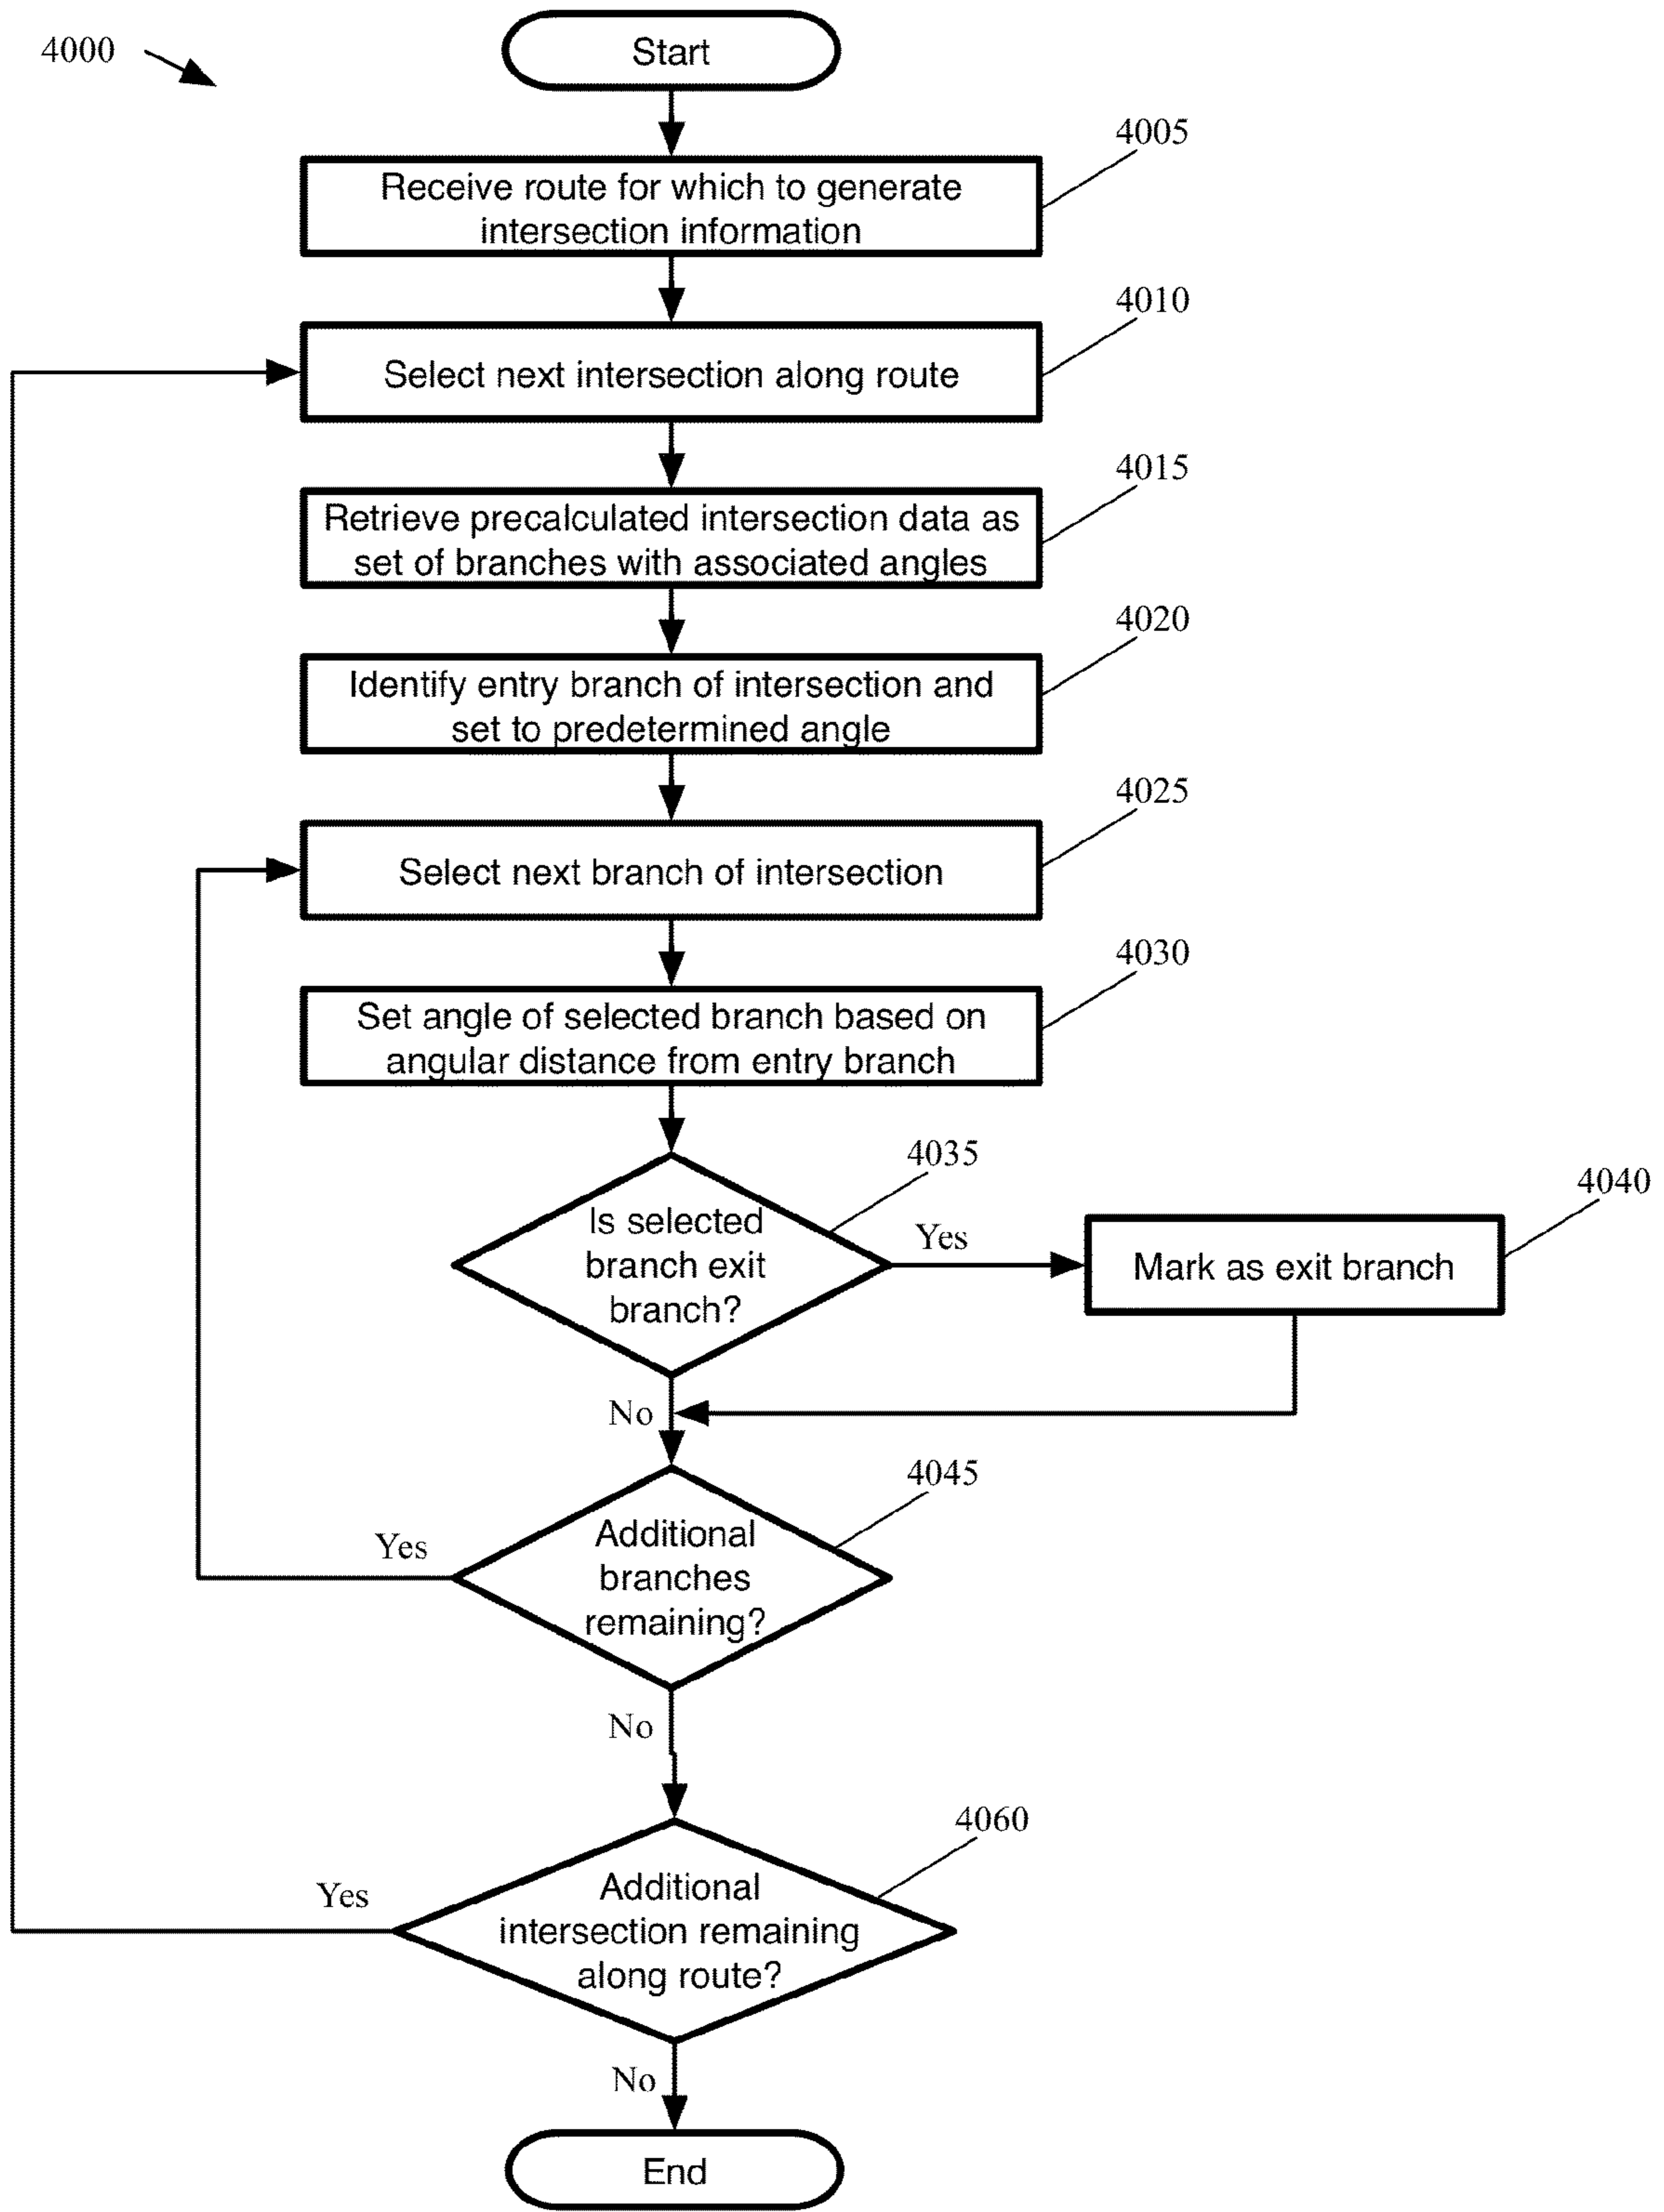 4000
Start
4005
Receive route for which to generate
intersection information
4010
Select next intersection along route
4015
Retrieve precalculated intersection data as
set of branches with associated angles
4020
Identify entry branch of intersection and
set to predetermined angle
4025
Select next branch of intersection
4030
Set angle of selected branch based on
angular distance from entry branch
4035
Is selected
branch exit
branch?
Yes
4040
Mark as exit branch
No
4045
Additional
branches
remaining?
Yes
No
4060
Additional
intersection remaining
along route?
Yes
No
End